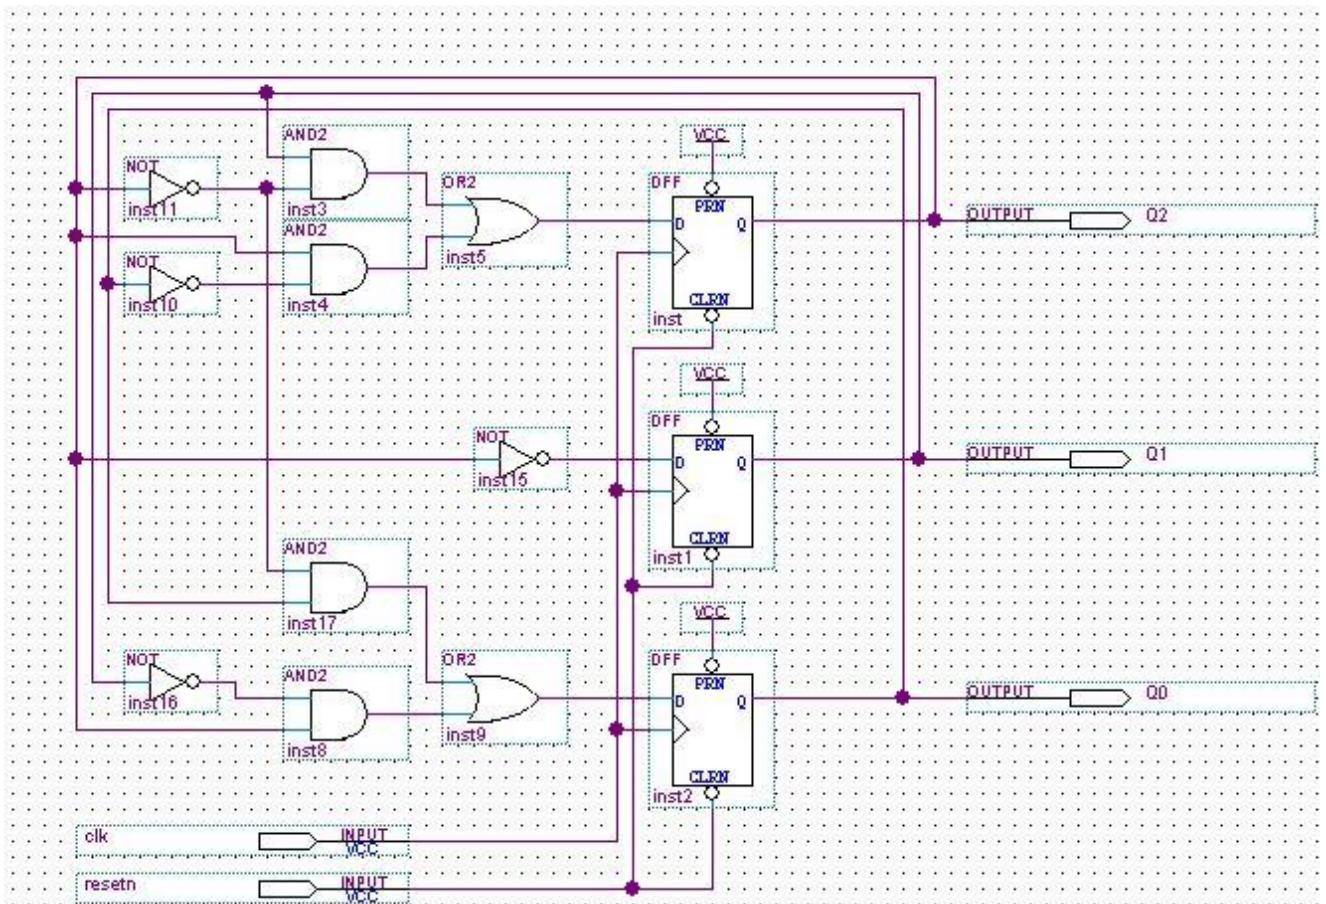 AND2
VCC
NOT
OR2
DFF
PRN
D
Q
OUTPUT
Q2
inst11
inst3
AND2
inst5
NOT
CLRN
inst10
inst4
inst
VCC
DFF
NOT
PRN
D
Q
OUTPUT
Q1
inst15
AND2
CLRN
inst1
inst17
VCC
NOT
OR2
DFF
AND2
PRN
D
Q
OUTPUT
Q0
inst16
inst8
inst9
CLRN
inst2
clk
INPUT
VCC
resetn
INPUT
VCC